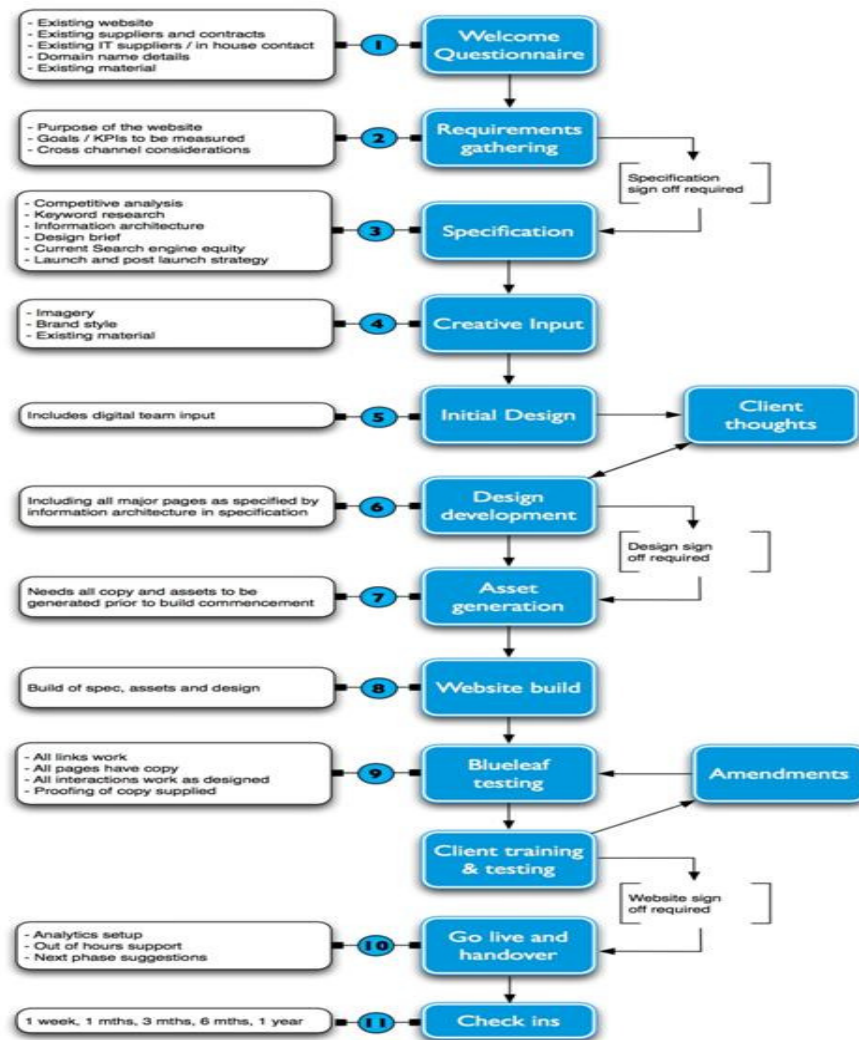 - Existing website
- Existing suppliers and contracts
- Existing IT suppliers / in house contact
- Domain name details
- Existing material
1
Welcome
Questionnaire
- Purpose of the website
- Goals / KPIs to be measured
- Cross channel considerations
2
Requirements
gathering
Specification
sign off required
- Competitive analysis
- Keyword research
- Information architecture
- Design brief
- Current Search engine equity
- Launch and post launch strategy
3
Specification
- Imagery
- Brand style
- Existing material
4
Creative Input
Includes digital team input
5
Initial Design
Client
thoughts
Including all major pages as specified by
information architecture in specification
6
Design
development
Design sign
off required
Needs all copy and assets to be
generated prior to build commencement
7
Asset
generation
Build of spec, assets and design
8
Website build
- All links work
- All pages have copy
- All interactions work as designed
- Proofing of copy supplied
9
Blueleaf
testing
Amendments
Client training
& testing
Website sign
off required
- Analytics setup
- Out of hours support
- Next phase suggestions
10
Go live and
handover
1 week, 1 mths, 3 mths, 6 mths, 1 year
11
Check ins